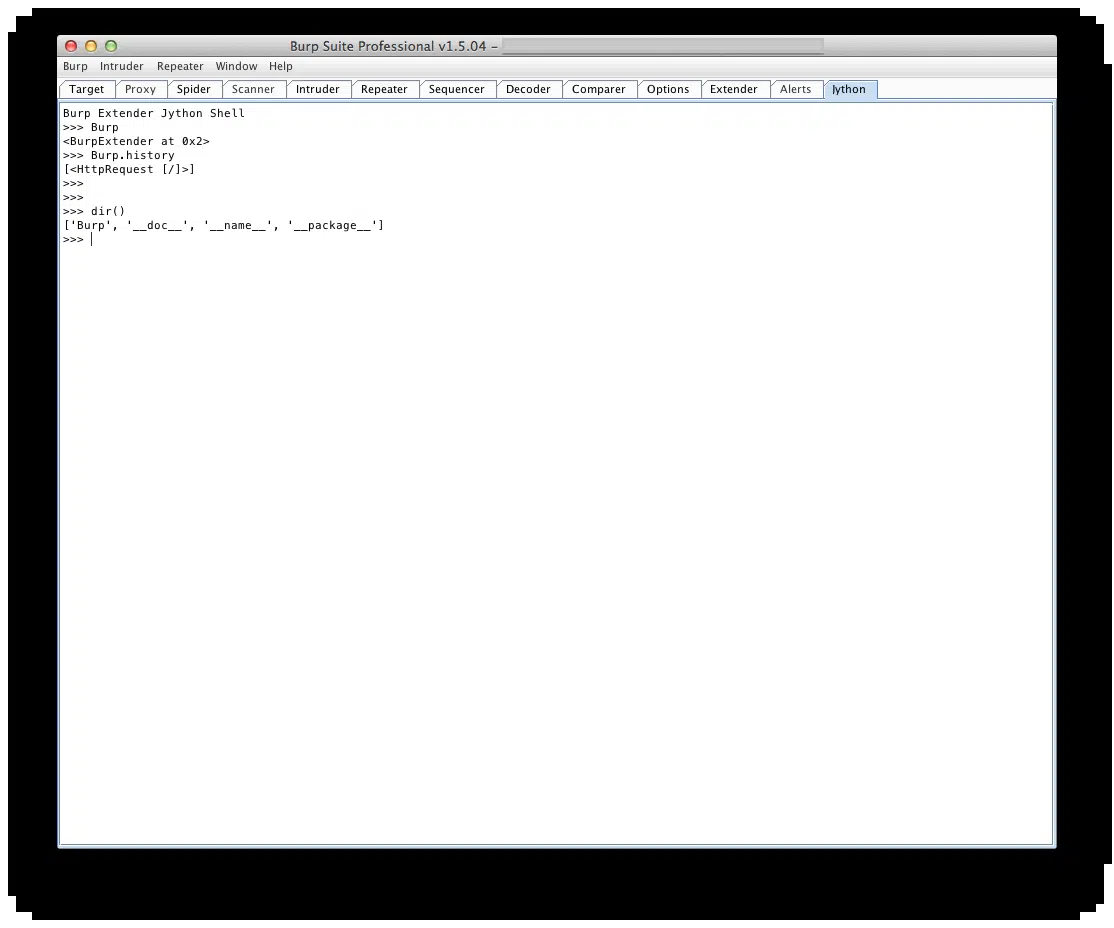 Burp Suite Professional v1.5.04 –
Burp Intruder Repeater Window Help
Target Proxy Spider Scanner Intruder Repeater Sequencer Decoder Comparer Options Extender Alerts Jython
Burp Extender Jython Shell
>>> Burp
<BurpExtender at 0x2>
>>> Burp.history
[<HttpRequest [/]>]
>>>
>>>
>>> dir()
['Burp', '__doc__', '__name__', '__package__']
>>>